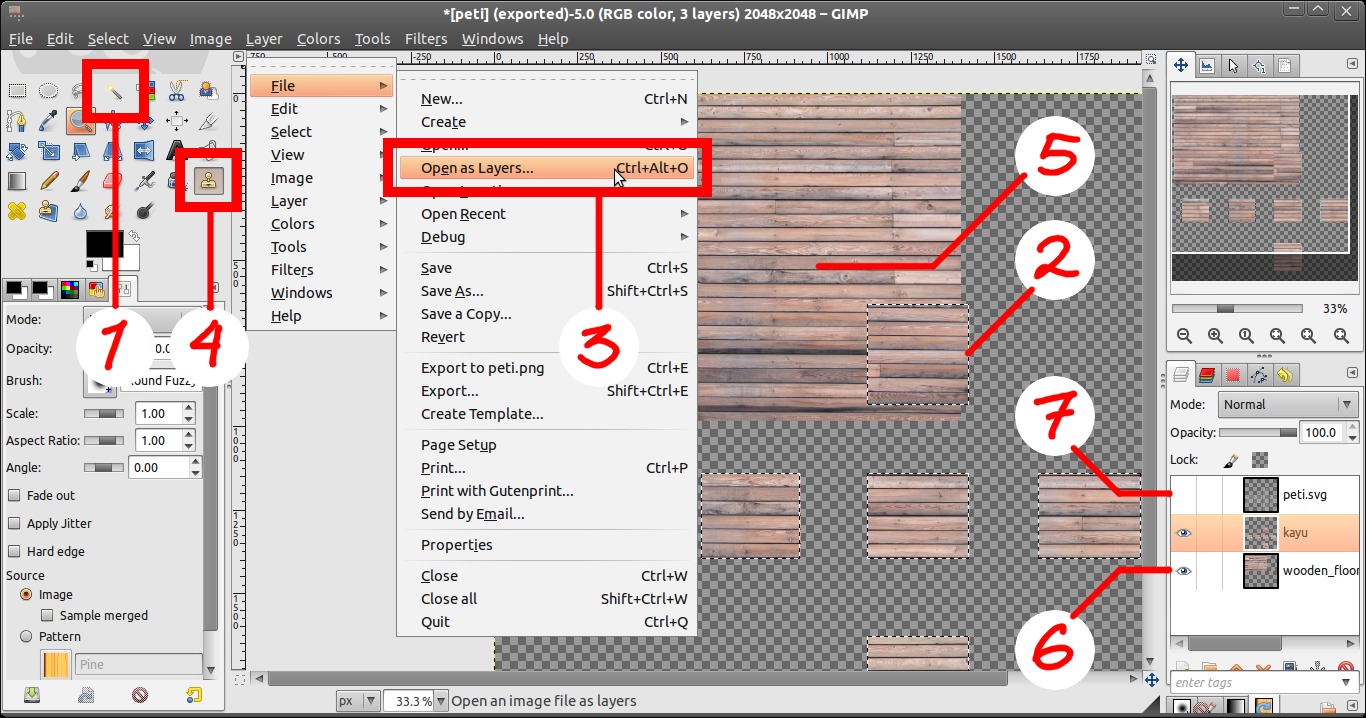 *[peti] (exported)-5.0 (RGB color, 3 layers) 2048x2048 – GIMP
File Edit Select View Image Layer Colors Tools Filters Windows Help
-250 0 250 500 750 1000 1250 1500 1750
File
Edit
Select
View
Image
Layer
Colors
Tools
Filters
Windows
Help
New... Ctrl+N
Create
Open as Layers... Ctrl+Alt+O
Open Recent
Debug
Save Ctrl+S
Save As... Shift+Ctrl+S
Save a Copy...
Revert
Export to peti.png Ctrl+E
Export... Shift+Ctrl+E
Create Template...
Page Setup
Print... Ctrl+P
Print with Gutenprint...
Send by Email...
Properties
Close Ctrl+W
Close all Shift+Ctrl+W
Quit Ctrl+Q
1
4
3
5
2
7
6
Mode:
Opacity:
Brush:
Scale: 1.00
Aspect Ratio: 1.00
Angle: 0.00
Fade out
Apply Jitter
Hard edge
Source
Image
Sample merged
Pattern
Pine
33%
Mode: Normal
Opacity: 100.0
Lock:
peti.svg
kayu
wooden_floor
enter tags
px 33.3% Open an image file as layers